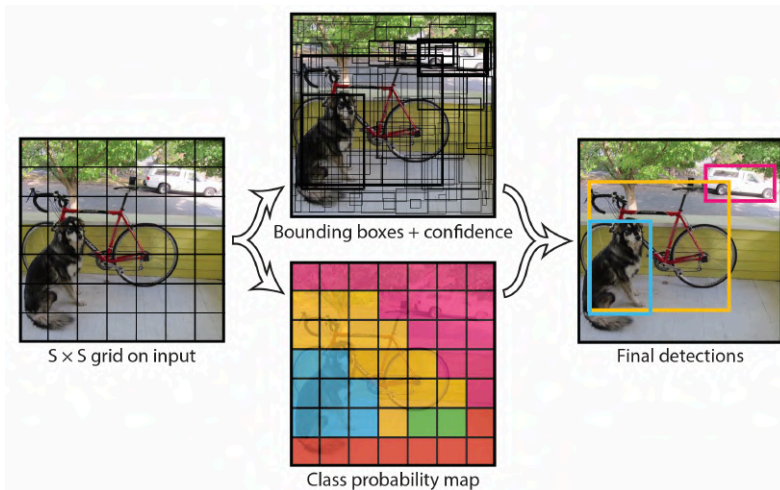 S × S grid on input
Bounding boxes + confidence
Class probability map
Final detections